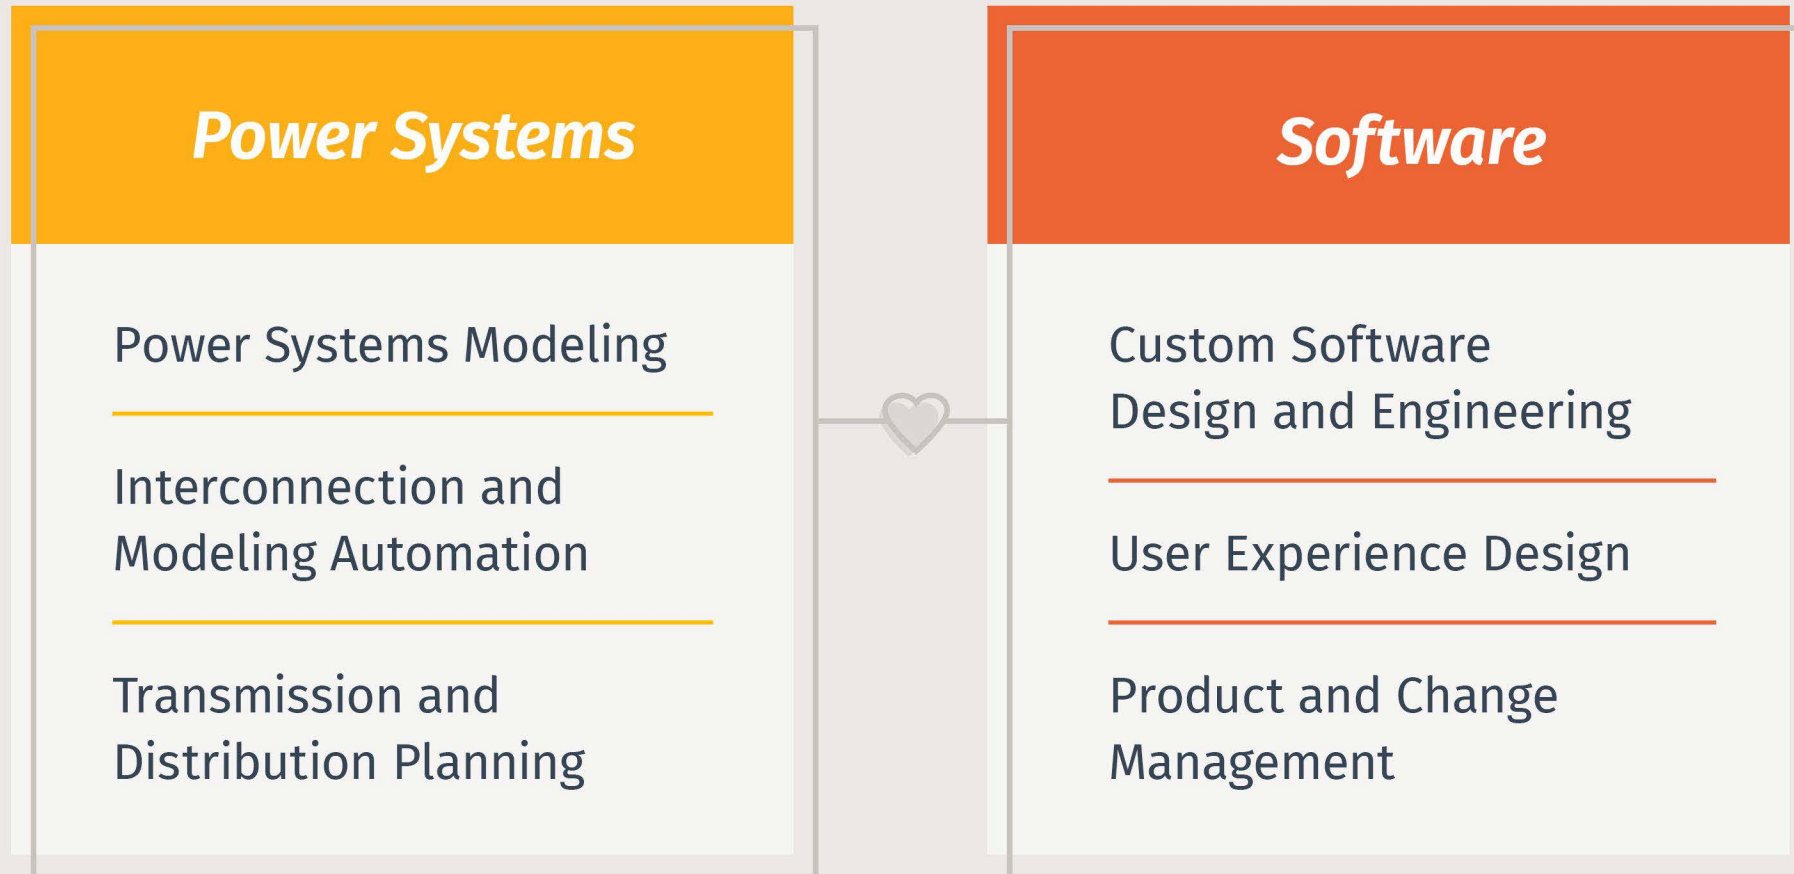 Power Systems
Power Systems Modeling
Interconnection and
Modeling Automation
Transmission and
Distribution Planning
Software
Custom Software
Design and Engineering
User Experience Design
Product and Change
Management